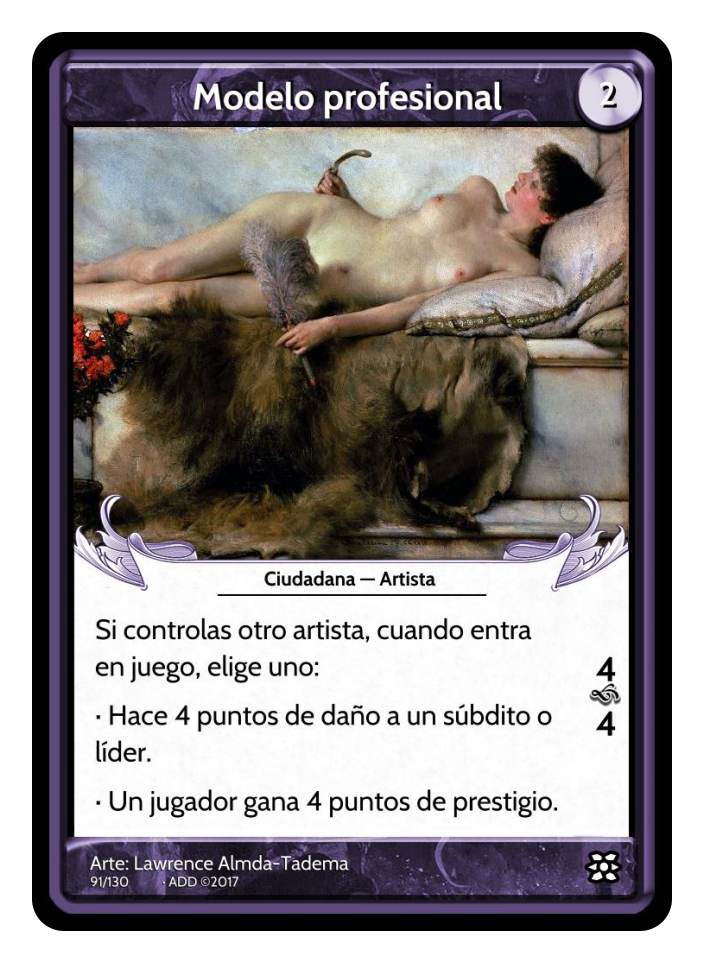 Modelo profesional
2
Ciudadana — Artista
Si controlas otro artista, cuando entra
en juego, elige uno:
· Hace 4 puntos de daño a un súbdito o
líder.
· Un jugador gana 4 puntos de prestigio.
4
4
Arte: Lawrence Almda-Tadema
91/130 · ADD ©2017